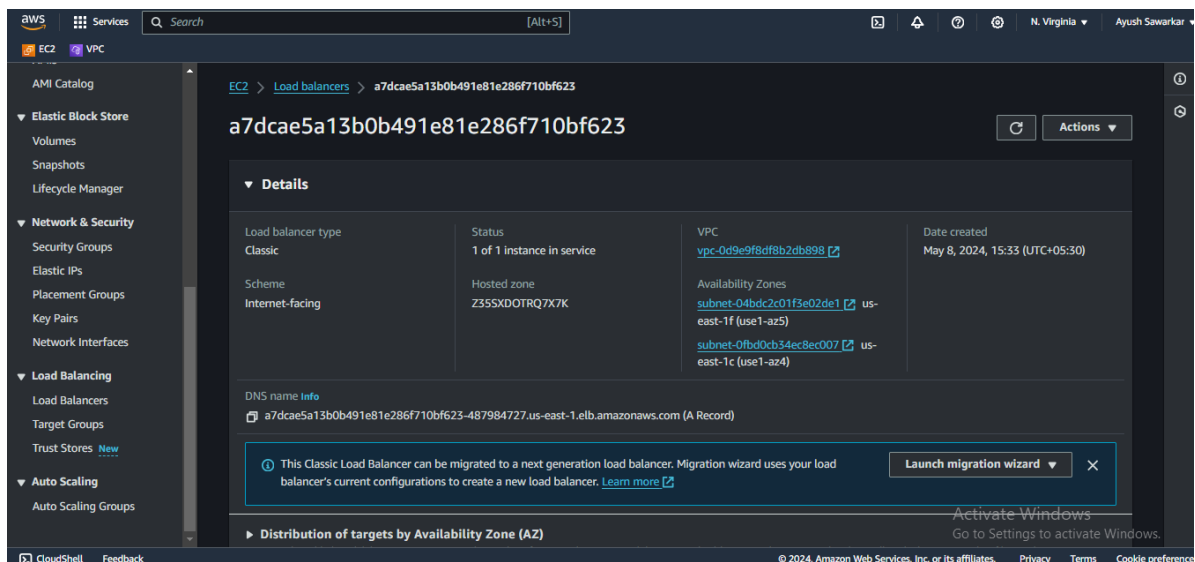 aws
Services
Search
[Alt+S]
N. Virginia
Ayush Sawarkar
EC2
VPC
AMI Catalog
Elastic Block Store
Volumes
Snapshots
Lifecycle Manager
Network & Security
Security Groups
Elastic IPs
Placement Groups
Key Pairs
Network Interfaces
Load Balancing
Load Balancers
Target Groups
Trust Stores New
Auto Scaling
Auto Scaling Groups
EC2 > Load balancers > a7dcae5a13b0b491e81e286f710bf623
a7dcae5a13b0b491e81e286f710bf623
Actions
Details
Load balancer type
Classic
Status
1 of 1 instance in service
VPC
vpc-0d9e9f8df8b2db898
Date created
May 8, 2024, 15:33 (UTC+05:30)
Scheme
Internet-facing
Hosted zone
Z35SXDOTRQ7X7K
Availability Zones
subnet-04bdc2c01f3e02de1 us-
east-1f (use1-az5)
subnet-0fbd0cb34ec8ec007 us-
east-1c (use1-az4)
DNS name Info
a7dcae5a13b0b491e81e286f710bf623-487984727.us-east-1.elb.amazonaws.com (A Record)
This Classic Load Balancer can be migrated to a next generation load balancer. Migration wizard uses your load
balancer's current configurations to create a new load balancer. Learn more
Launch migration wizard
Distribution of targets by Availability Zone (AZ)
Activate Windows
Go to Settings to activate Windows.
CloudShell
Feedback
© 2024, Amazon Web Services, Inc. or its affiliates.
Privacy
Terms
Cookie preference